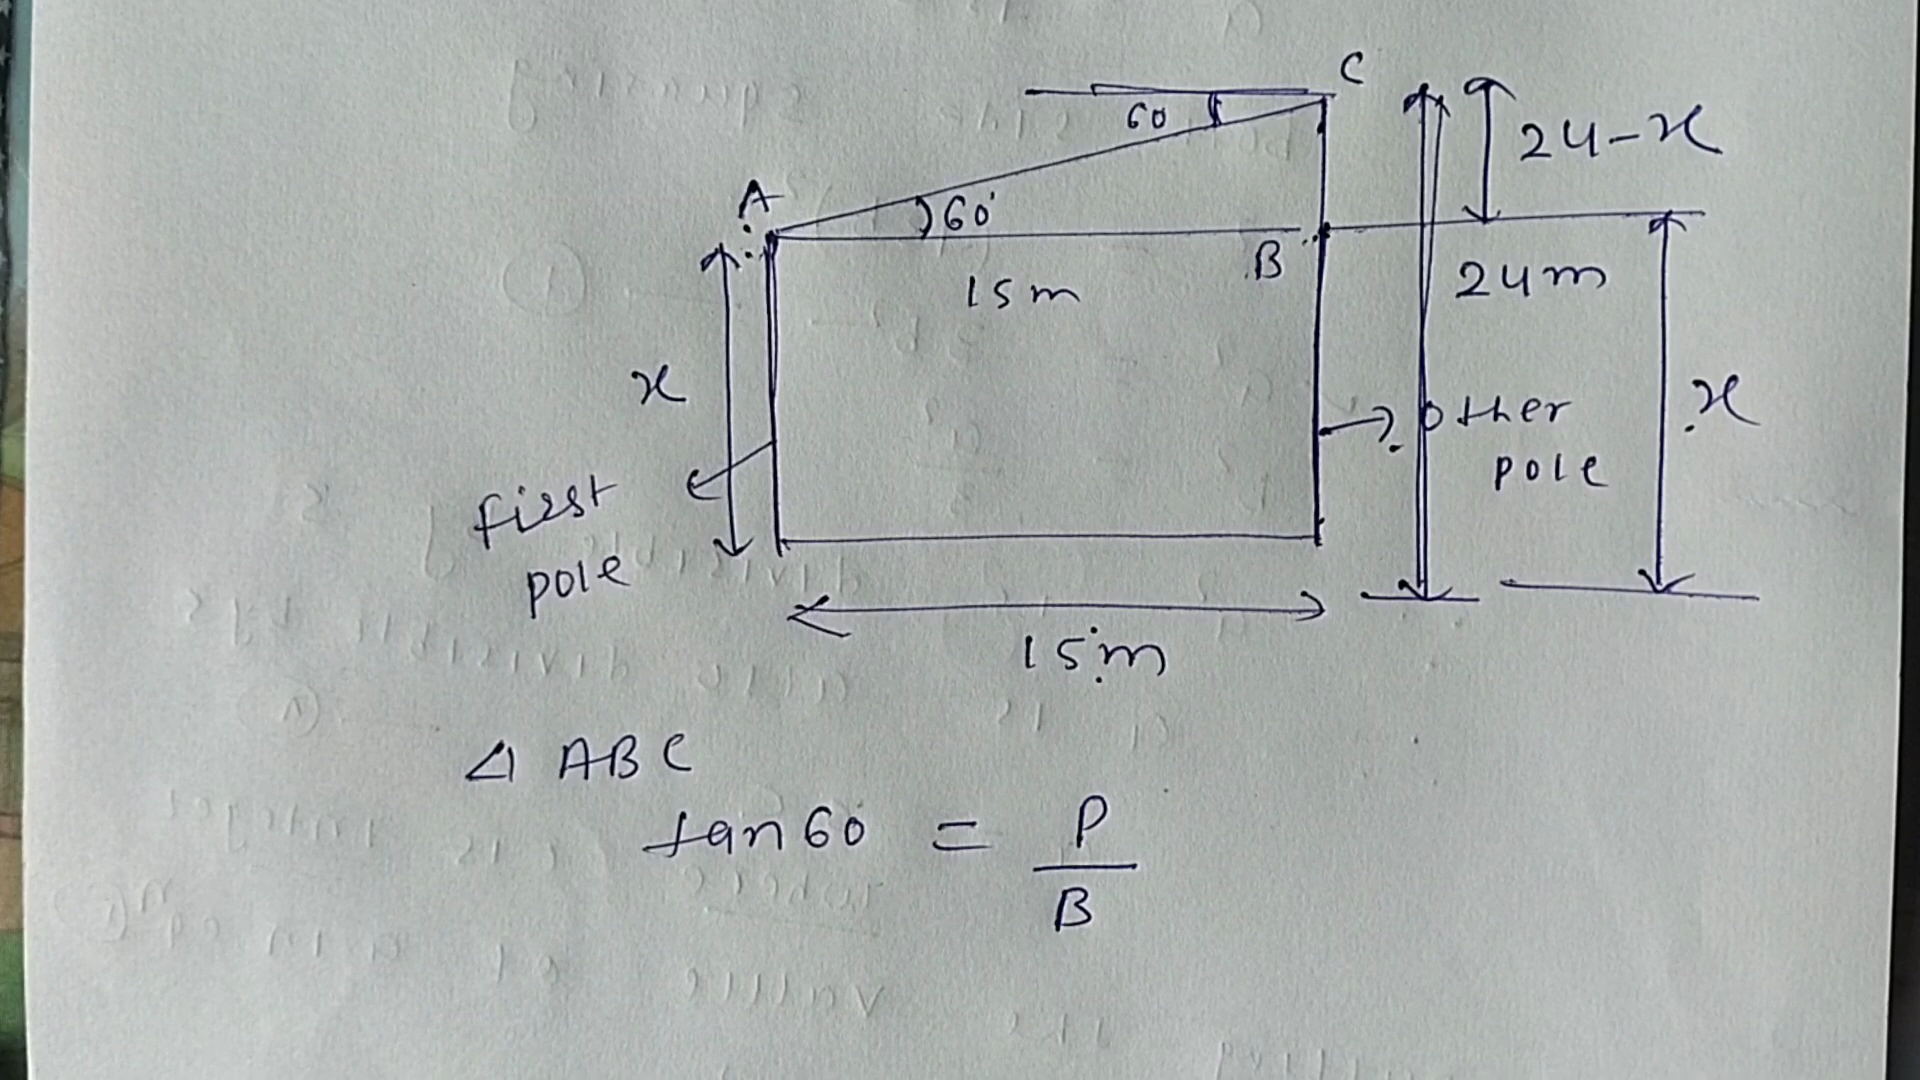 C
60
24-x
A
60°
B
15m
24m
x
x
other
pole
first
pole
15m
⊿ ABC
tan 60 = P
B